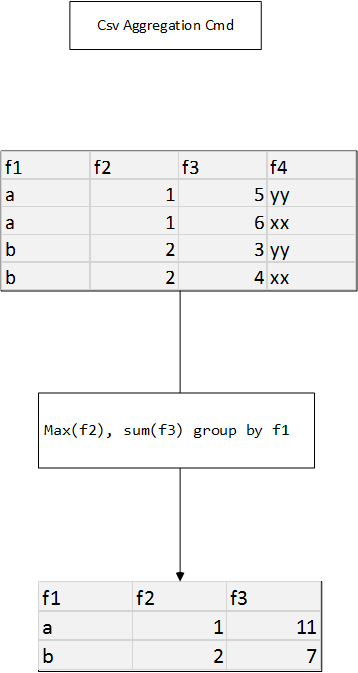 Csv Aggregation Cmd
f1 f2 f3 f4
a 1 5 yy
a 1 6 xx
b 2 3 yy
b 2 4 xx
Max(f2), sum(f3) group by f1
f1 f2 f3
a 1 11
b 2 7